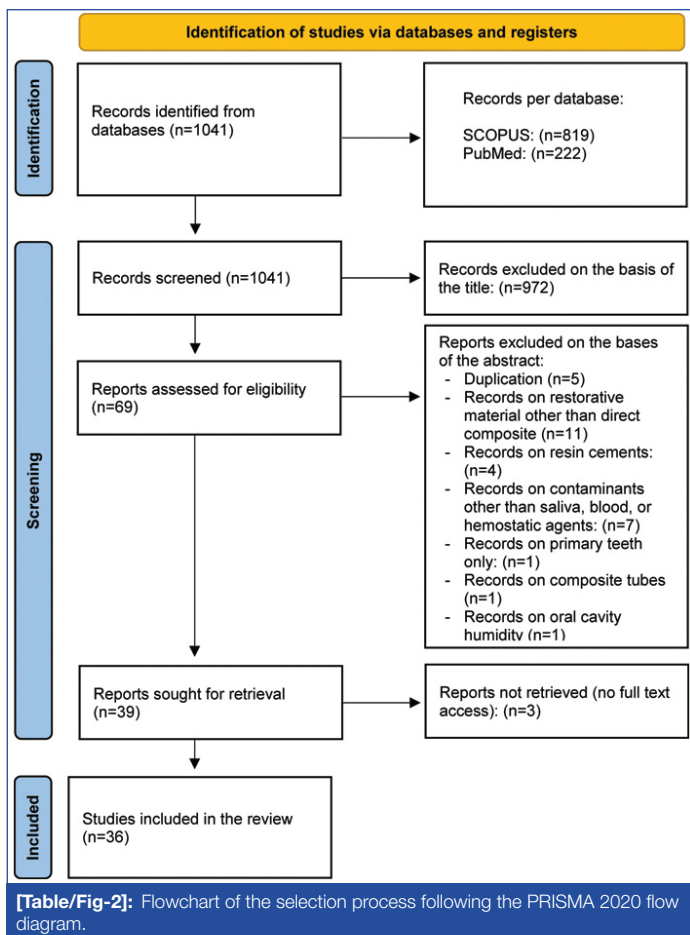 Identification of studies via databases and registers
Identification
Records identified from
databases (n=1041)
Records per database:
SCOPUS: (n=819)
PubMed: (n=222)
Screening
Records screened (n=1041)
Records excluded on the basis of
the title: (n=972)
Reports assessed for eligibility
(n=69)
Reports excluded on the bases
of the abstract:
- Duplication (n=5)
- Records on restorative
material other than direct
composite (n=11)
- Records on resin cements:
(n=4)
- Records on contaminants
other than saliva, blood, or
hemostatic agents: (n=7)
- Records on primary teeth
only: (n=1)
- Records on composite tubes
(n=1)
- Records on oral cavity
humidity (n=1)
Reports sought for retrieval
(n=39)
Reports not retrieved (no full text
access): (n=3)
Included
Studies included in the review
(n=36)
[Table/Fig-2]: Flowchart of the selection process following the PRISMA 2020 flow
diagram.